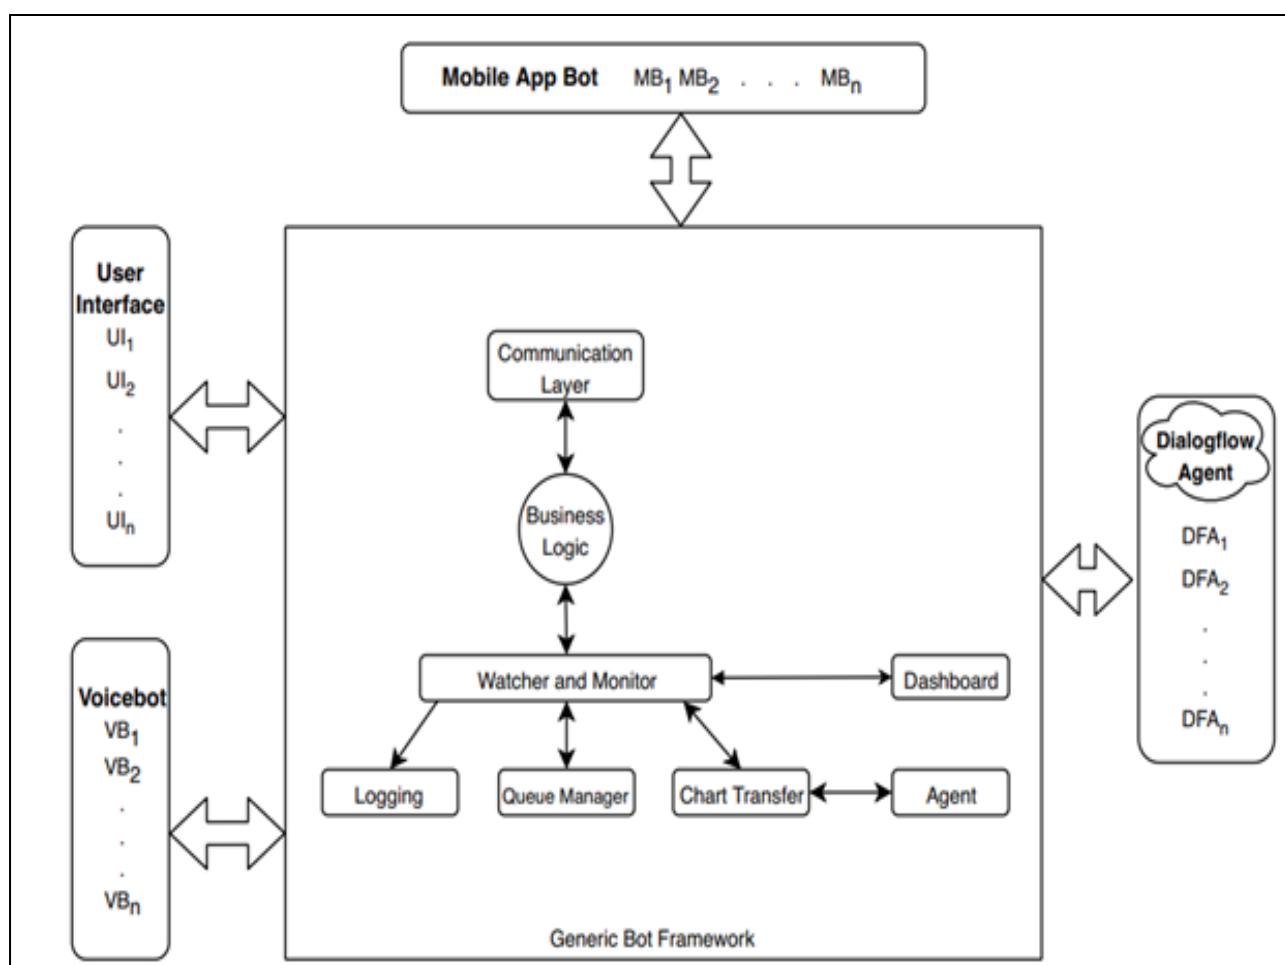 Mobile App Bot MB1 MB2 . . . MBn
User
Interface
UI1
UI2
.
.
.
UIn
Voicebot
VB1
VB2
.
.
.
VBn
Communication
Layer
Business
Logic
Watcher and Monitor
Dashboard
Logging
Queue Manager
Chart Transfer
Agent
Generic Bot Framework
Dialogflow
Agent
DFA1
DFA2
.
.
.
DFAn